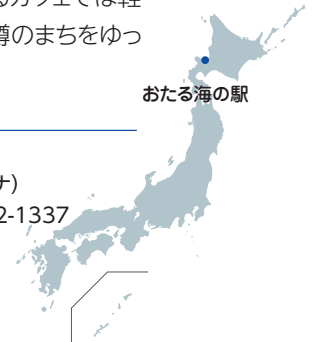 るカフェでは軽
樽のまちをゆっ
おたる海の駅
ナ)
2-1337